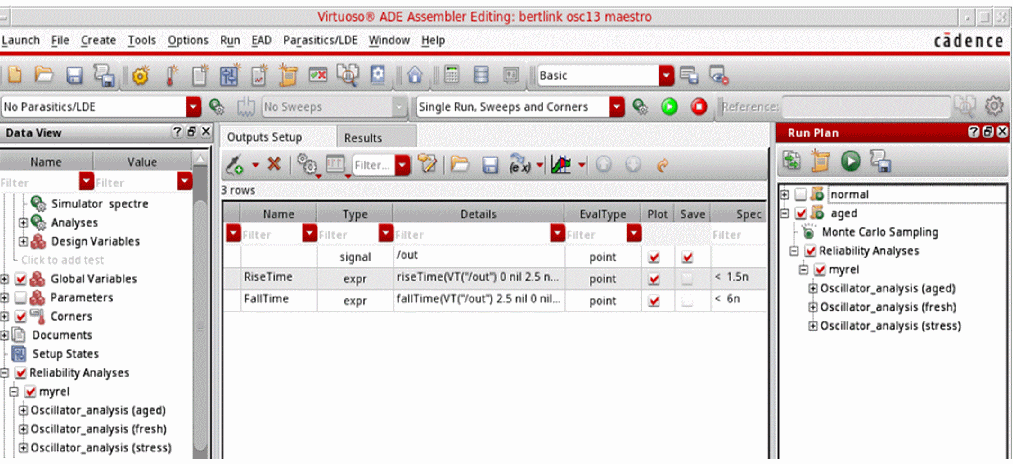 Virtuoso® ADE Assembler Editing: bertlink osc13 maestro
Launch File Create Tools Options Run EAD Parasitics/LDE Window Help
cādence
Basic
No Parasitics/LDE
No Sweeps
Single Run, Sweeps and Corners
Reference:
Data View
Name Value
Filter Filter
Simulator spectre
Analyses
Design Variables
Click to add test
Global Variables
Parameters
Corners
Documents
Setup States
Reliability Analyses
myrel
Oscillator_analysis (aged)
Oscillator_analysis (fresh)
Oscillator_analysis (stress)
Outputs Setup Results
Filter...
(e x)
3 rows
Name Type Details EvalType Plot Save Spec
Filter Filter Filter Filter Filter
signal /out point
RiseTime expr riseTime(VT("/out") 0 nil 2.5 n... point < 1.5n
FallTime expr fallTime(VT("/out") 2.5 nil 0 nil... point < 6n
Run Plan
normal
aged
Monte Carlo Sampling
Reliability Analyses
myrel
Oscillator_analysis (aged)
Oscillator_analysis (fresh)
Oscillator_analysis (stress)